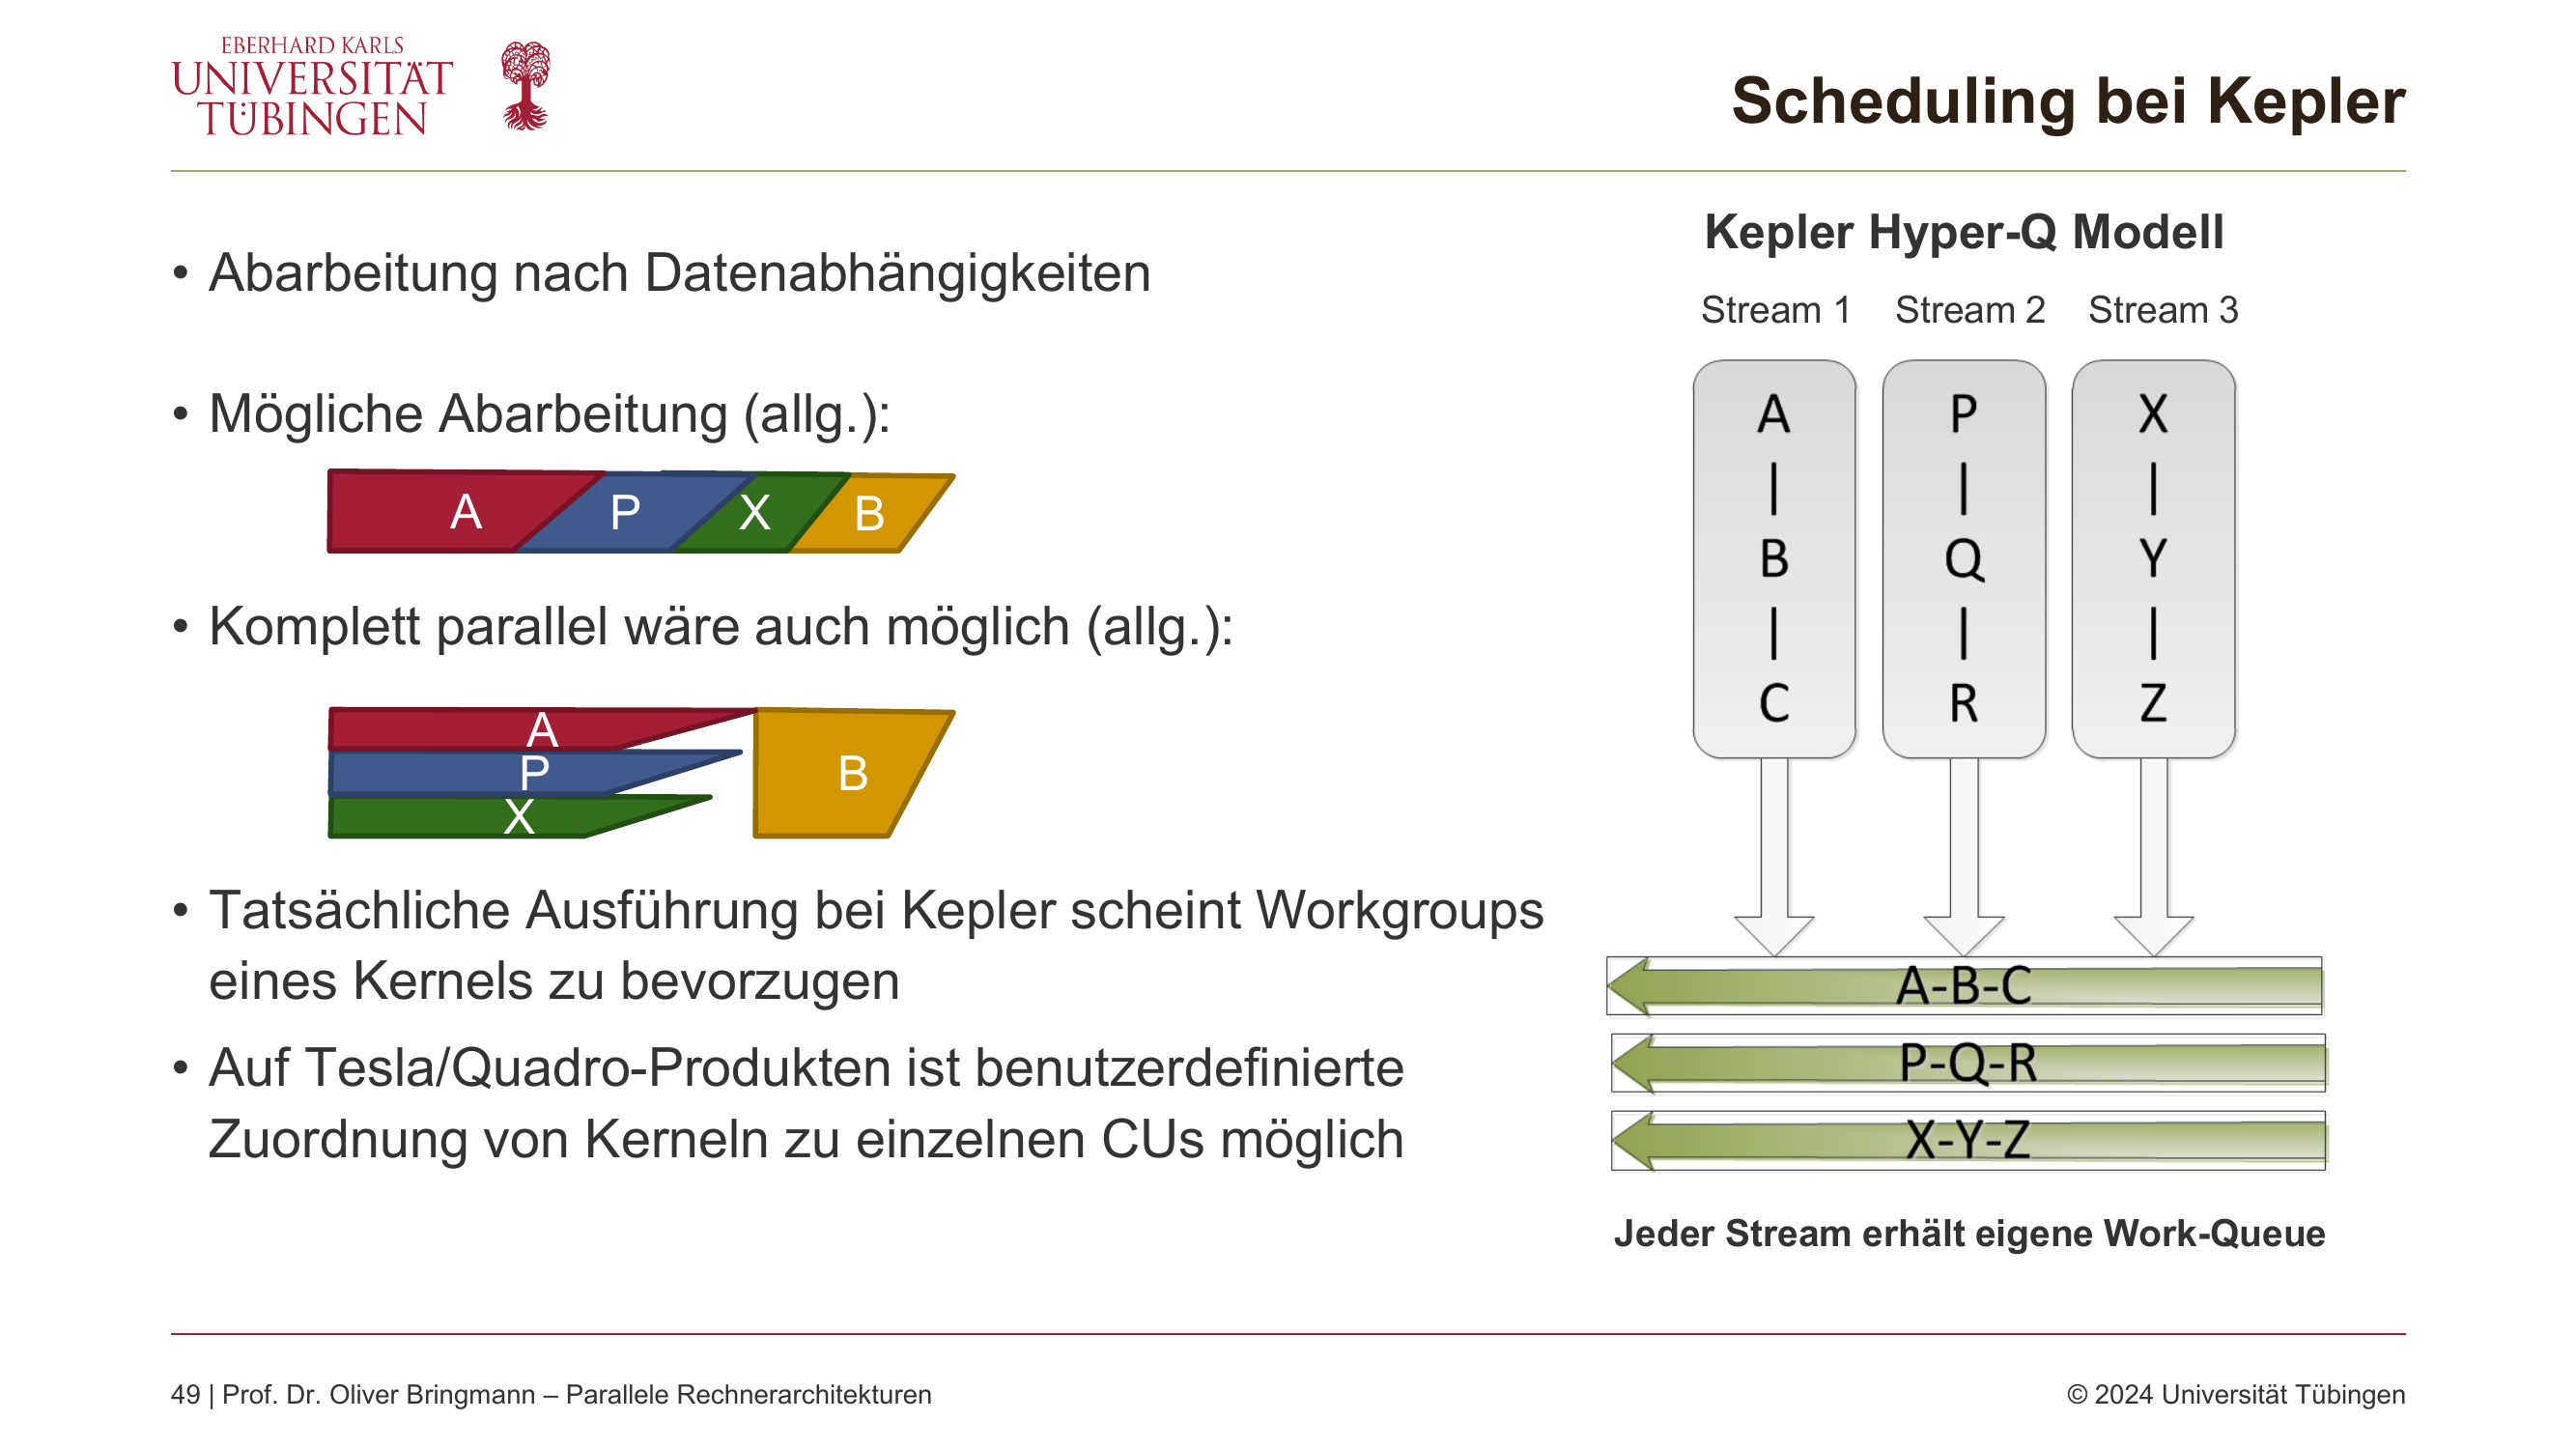 EBERHARD KARLS
UNIVERSITÄT
TÜBINGEN
Scheduling bei Kepler
• Abarbeitung nach Datenabhängigkeiten
• Mögliche Abarbeitung (allg.):
A P X B
• Komplett parallel wäre auch möglich (allg.):
A
P
X
B
• Tatsächliche Ausführung bei Kepler scheint Workgroups
eines Kernels zu bevorzugen
• Auf Tesla/Quadro-Produkten ist benutzerdefinierte
Zuordnung von Kerneln zu einzelnen CUs möglich
Kepler Hyper-Q Modell
Stream 1 Stream 2 Stream 3
A P X
| | |
B Q Y
| | |
C R Z
A-B-C
P-Q-R
X-Y-Z
Jeder Stream erhält eigene Work-Queue
49 | Prof. Dr. Oliver Bringmann – Parallele Rechnerarchitekturen
© 2024 Universität Tübingen